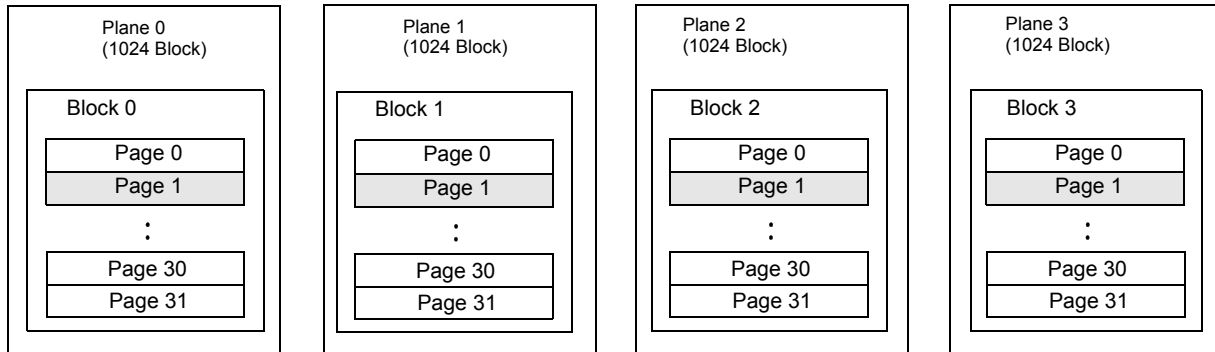 Plane 0
(1024 Block)
Block 0
Page 0
Page 1
Page 30
Page 31
Plane 1
(1024 Block)
Block 1
Page 0
Page 1
Page 30
Page 31
Plane 2
(1024 Block)
Block 2
Page 0
Page 1
Page 30
Page 31
Plane 3
(1024 Block)
Block 3
Page 0
Page 1
Page 30
Page 31